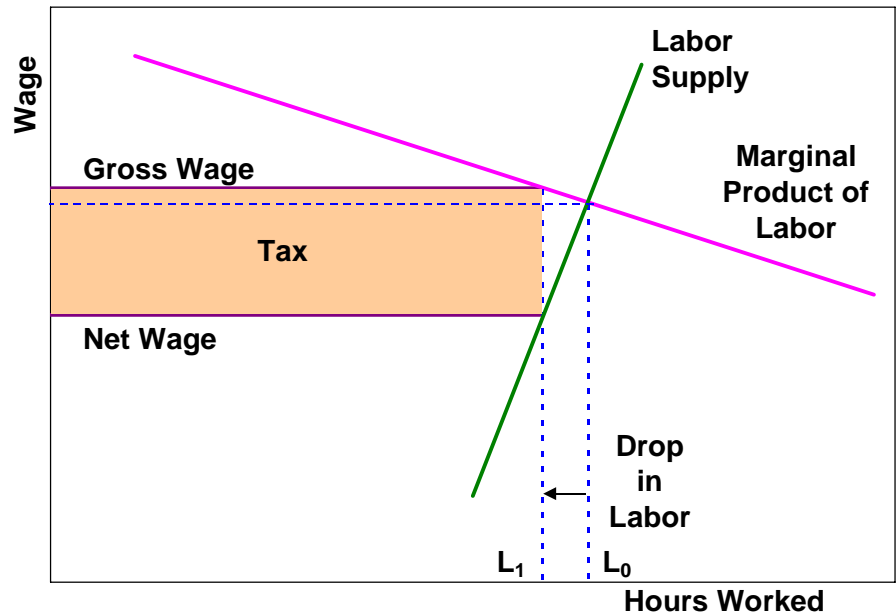 Wage
Labor
Supply
Gross Wage
Marginal
Product of
Labor
Tax
Net Wage
Drop
in
Labor
L₁
L₀
Hours Worked